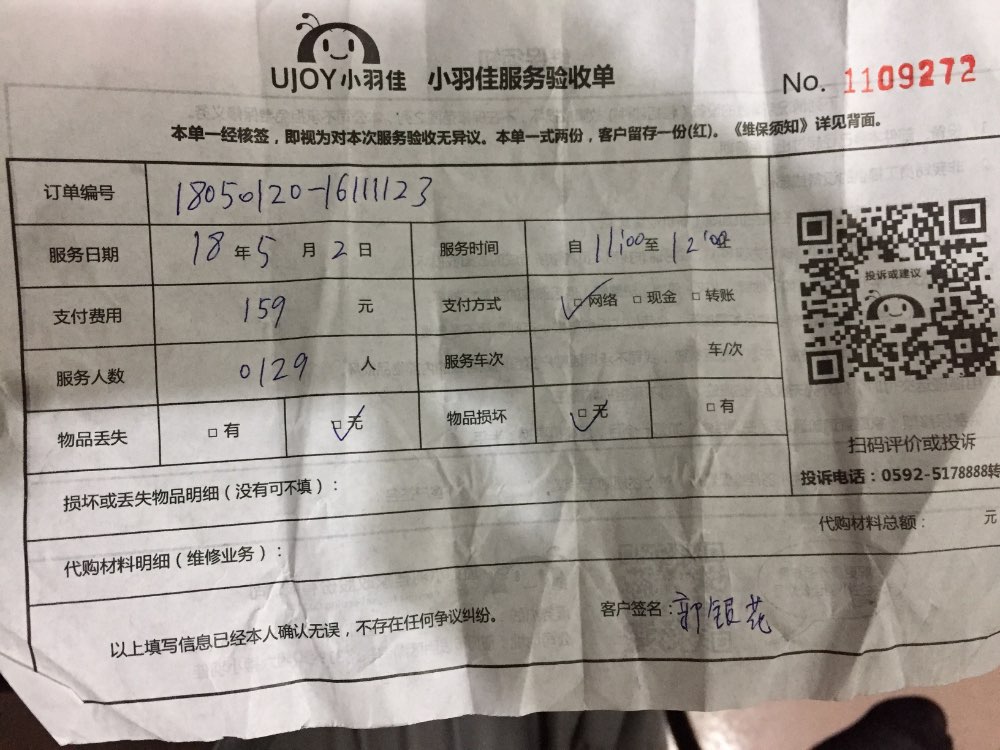 UJOY小羽佳 小羽佳服务验收单 No. 1109272
本单一经核签，即视为对本次服务验收无异议。本单一式两份，客户留存一份(红)。《维保须知》详见背面。
订单编号 18050120-16111123
服务日期 18年5月2日 服务时间 自11:00至12:00止
支付费用 159 元 支付方式 □网络 □现金 □转账
服务人数 0129 人 服务车次 车/次
物品丢失 □有 □无 物品损坏 □无 □有
投诉或建议
扫码评价或投诉
投诉电话：0592-5178888转
损坏或丢失物品明细（没有可不填）：
代购材料总额： 元
代购材料明细（维修业务）：
以上填写信息已经本人确认无误，不存在任何争议纠纷。 客户签名：郭银花